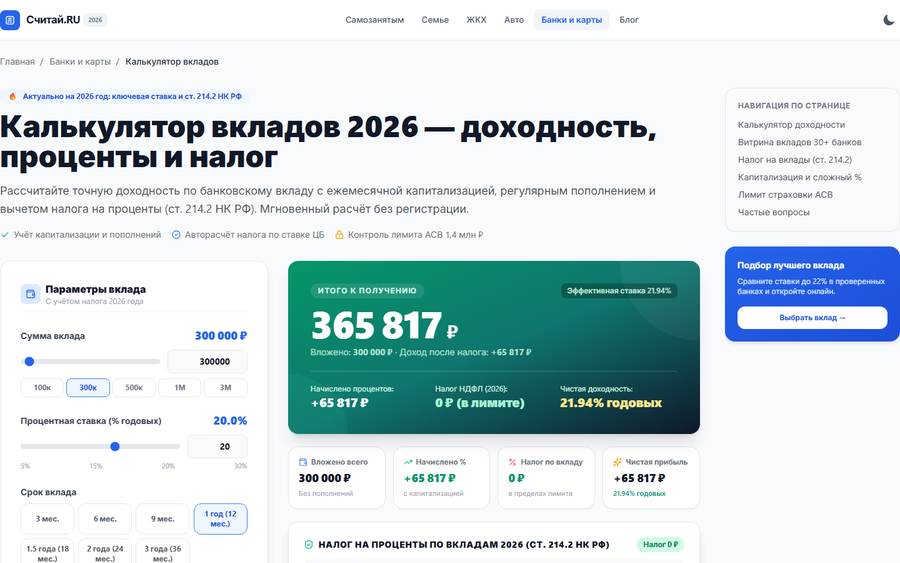 Считай.RU 2026
Самозанятым Семье ЖКХ Авто Банки и карты Блог
Главная / Банки и карты / Калькулятор вкладов
Актуально на 2026 год: ключевая ставка и ст. 214.2 НК РФ
Калькулятор вкладов 2026 — доходность,
проценты и налог
Рассчитайте точную доходность по банковскому вкладу с ежемесячной капитализацией, регулярным пополнением и
вычетом налога на проценты (ст. 214.2 НК РФ). Мгновенный расчёт без регистрации.
Учёт капитализации и пополнений Авторасчёт налога по ставке ЦБ Контроль лимита АСВ 1.4 млн ₽
НАВИГАЦИЯ ПО СТРАНИЦЕ
Калькулятор доходности
Витрина вкладов 30+ банков
Налог на вклады (ст. 214.2)
Капитализация и сложный %
Лимит страховки АСВ
Частые вопросы
Подбор лучшего вклада
Сравните ставки до 22% в проверенных
банках и откройте онлайн.
Выбрать вклад →
Параметры вклада
С учётом налога 2026 года
Сумма вклада 300 000 ₽
300000
100к 300к 500к 1М 3М
Процентная ставка (% годовых) 20.0%
20
5% 15% 20% 30%
Срок вклада
3 мес. 6 мес. 9 мес. 1 год (12
мес.)
1.5 года (18
мес.)
2 года (24
мес.)
3 года (36
мес.)
ИТОГО К ПОЛУЧЕНИЮ Эффективная ставка 21.94%
365 817 ₽
Вложено: 300 000 ₽ · Доход после налога: +65 817 ₽
Начислено процентов: Налог НДФЛ (2026): Чистая доходность:
+65 817 ₽ 0 ₽ (в лимите) 21.94% годовых
Вложено всего
300 000 ₽
Без пополнений
Начислено %
+65 817 ₽
с капитализацией
Налог по вкладу
0 ₽
в пределах лимита
Чистая прибыль
+65 817 ₽
21.94% годовых
НАЛОГ НА ПРОЦЕНТЫ ПО ВКЛАДАМ 2026 (СТ. 214.2 НК РФ) Налог 0 ₽